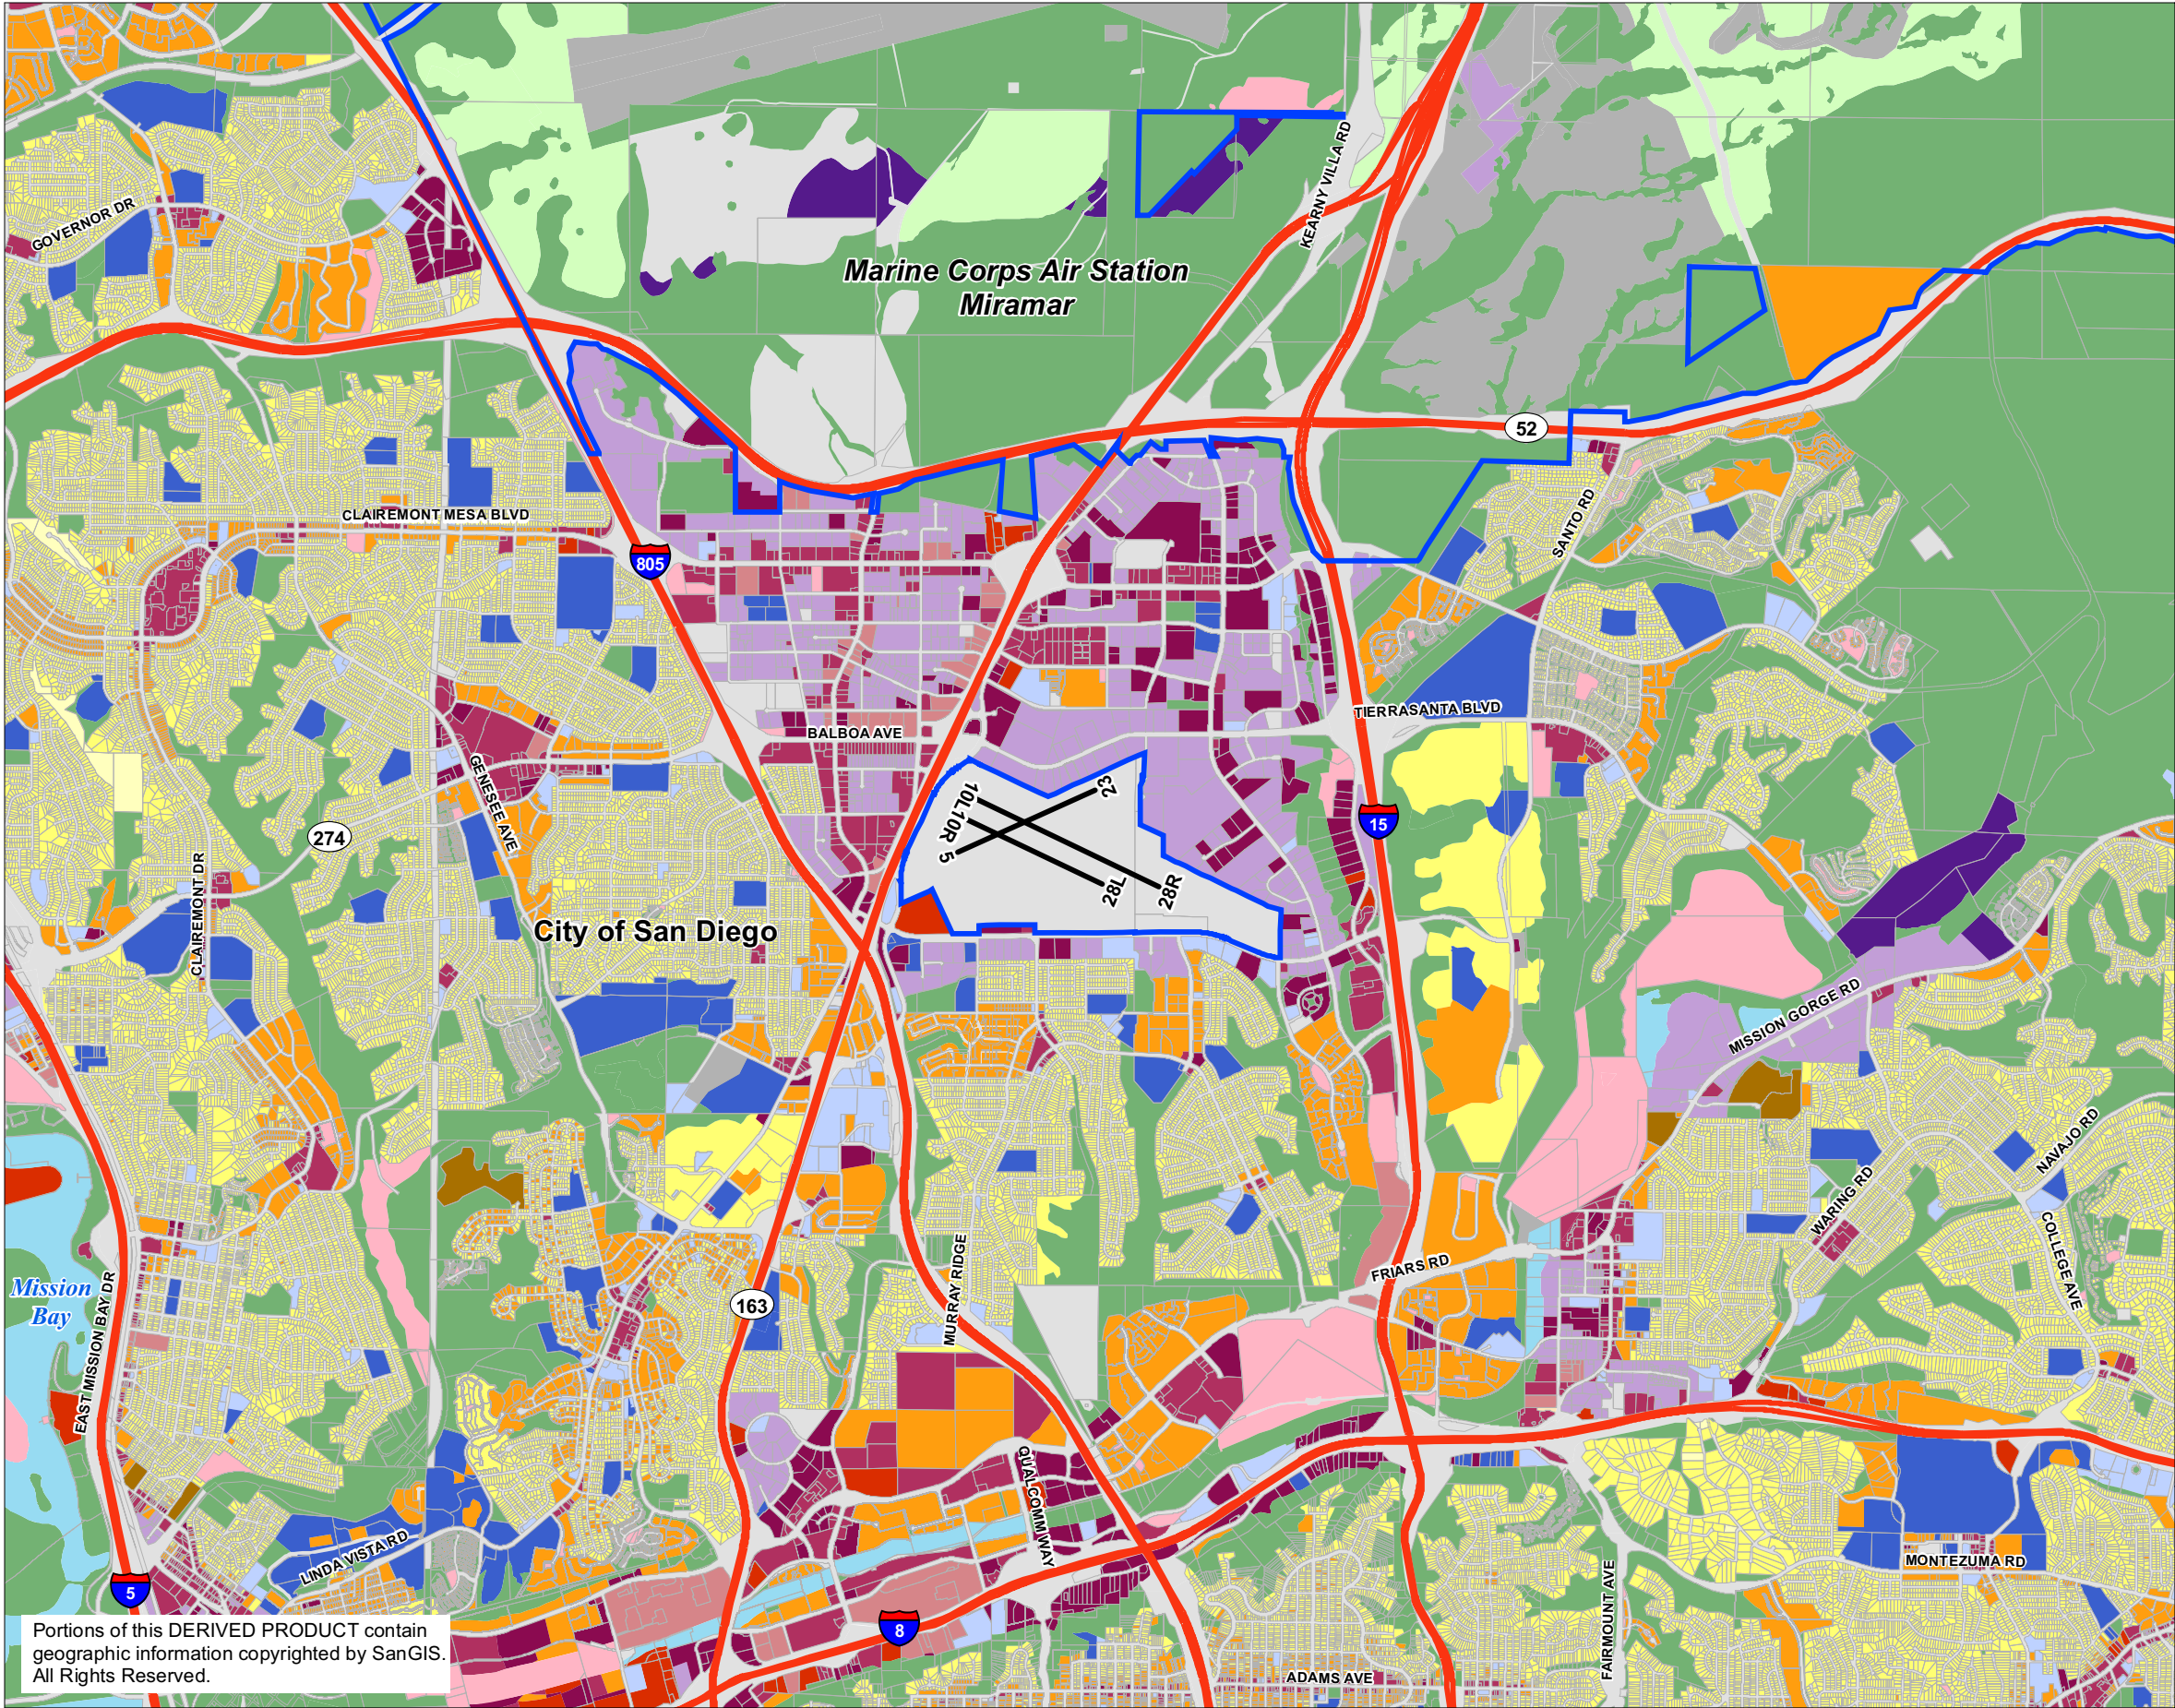 KEARNY VILLA RD
GOVERNOR DR
Marine Corps Air Station
Miramar
52
CLAIREMONT MESA BLVD
SANTO RD
805
TIERRASANTA BLVD
BALBOA AVE
GENESEE AVE
10L
10R
23
5
28L
28R
274
15
CLAIREMONT DR
City of San Diego
MISSION GORGE RD
NAVAJO RD
WARING RD
COLLEGE AVE
Mission
Bay
EAST MISSION BAY DR
163
MURRAY RIDGE
FRIARS RD
QUALCOMM WAY
LINDA VISTA RD
MONTEZUMA RD
FAIRMOUNT AVE
5
8
ADAMS AVE
Portions of this DERIVED PRODUCT contain
geographic information copyrighted by SanGIS.
All Rights Reserved.